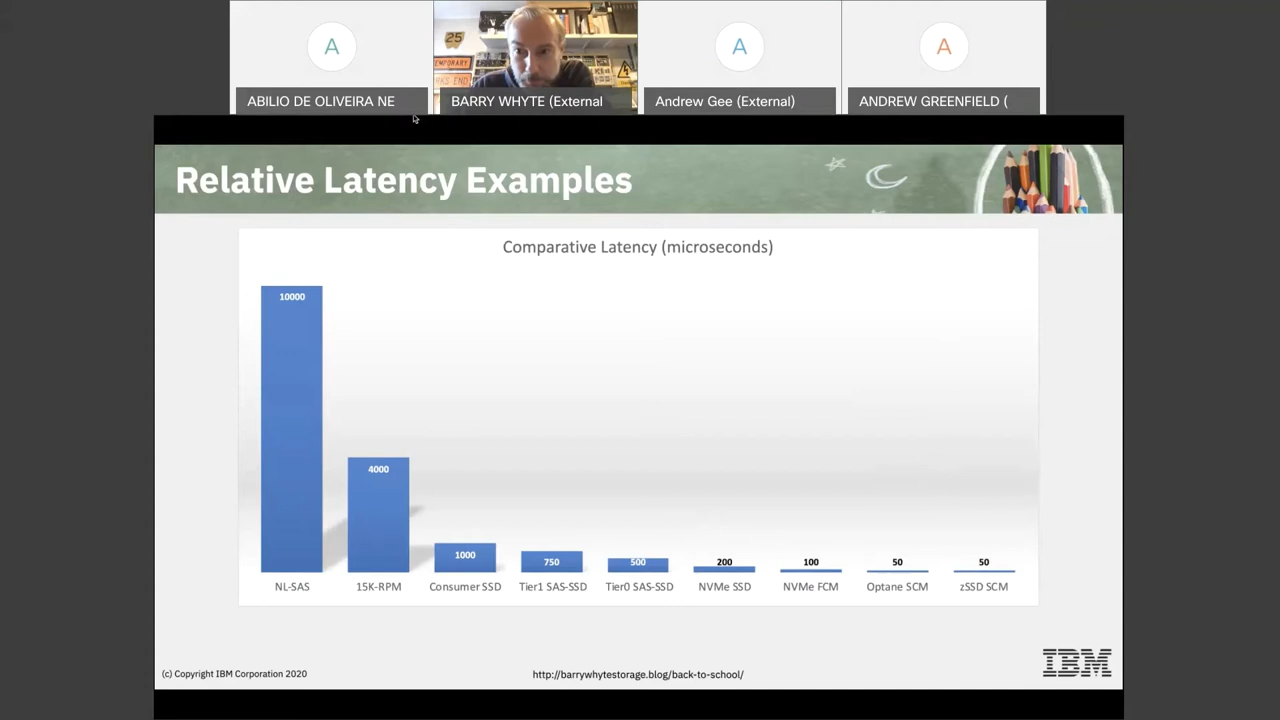 A
A
A
25
TEMPORARY
ABILIO DE OLIVEIRA NE
BARRY WHYTE (External
Andrew Gee (External)
ANDREW GREENFIELD (
Relative Latency Examples
Comparative Latency (microseconds)
10000
4000
1000
750
500
200
100
50
50
NL-SAS
15K-RPM
Consumer SSD
Tier1 SAS-SSD
Tier0 SAS-SSD
NVMe SSD
NVMe FCM
Optane SCM
zSSD SCM
(c) Copyright IBM Corporation 2020
http://barrywhytestorage.blog/back-to-school/
IBM